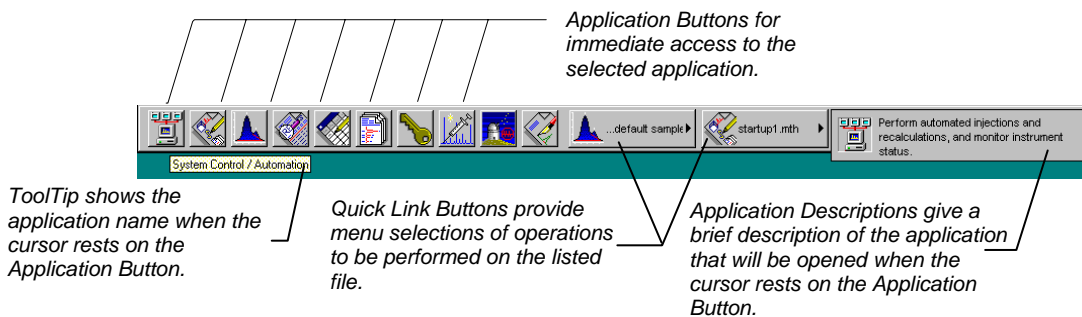 Application Buttons for
immediate access to the
selected application.
...default sample
startup1.mth
Perform automated injections and
recalculations, and monitor instrument
status.
System Control / Automation
ToolTip shows the
application name when the
cursor rests on the
Application Button.
Quick Link Buttons provide
menu selections of operations
to be performed on the listed
file.
Application Descriptions give a
brief description of the application
that will be opened when the
cursor rests on the Application
Button.